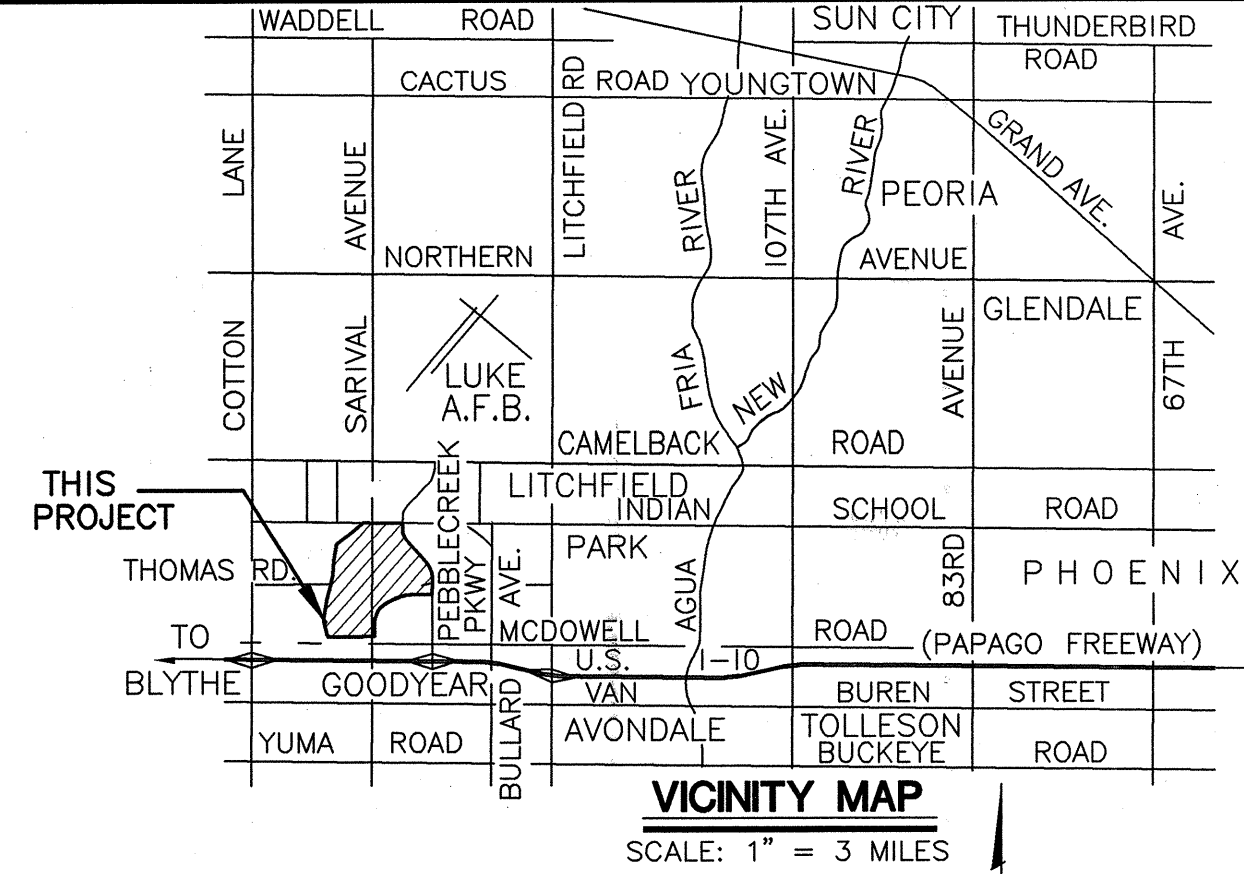 WADDELL ROAD
SUN CITY
THUNDERBIRD
ROAD
CACTUS
LITCHFIELD RD
ROAD
YOUNGTOWN
COTTON LANE
SARIVAL AVENUE
107TH AVE.
RIVER
PEORIA
GRAND AVE.
67TH AVE.
NORTHERN
AVENUE
GLENDALE
LUKE
A.F.B.
AGUA FRIA RIVER
NEW
83RD AVENUE
CAMELBACK ROAD
THIS
PROJECT
PEBBLECREEK
PKWY
LITCHFIELD
INDIAN SCHOOL ROAD
PARK
THOMAS RD.
PHOENIX
BULLARD AVE.
MCDOWELL ROAD
(PAPAGO FREEWAY)
TO
BLYTHE
U.S. I-10
GOODYEAR
VAN BUREN STREET
AVONDALE
TOLLESON
YUMA ROAD
BUCKEYE ROAD
VICINITY MAP
SCALE: 1" = 3 MILES